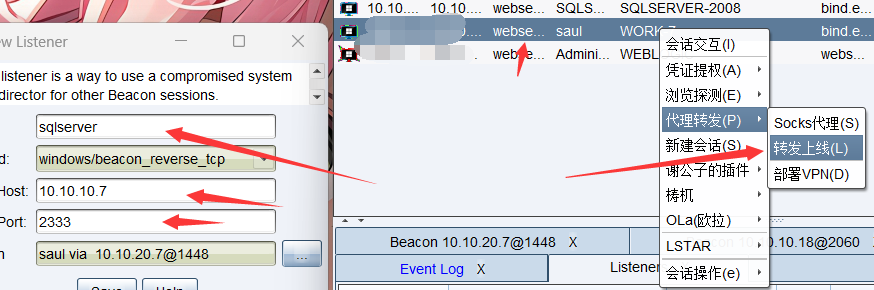 ew Listener
listener is a way to use a compromised system
director for other Beacon sessions.
sqlserver
d: windows/beacon_reverse_tcp
Host: 10.10.10.7
Port: 2333
saul via 10.10.20.7@1448 ...
Save Help
10.10.... 10.10.... webse... SQLS... SQLSERVER-2008 bind.e
webse... saul WORK-7 bind.e
webse... Admini... WEBL webs...
会话交互(I)
凭证提权(A)
浏览探测(E)
代理转发(P)
新建会话(S)
谢公子的插件
梼杌
OLa(欧拉)
LSTAR
会话操作(e)
Socks代理(S)
转发上线(L)
部署VPN(D)
Beacon 10.10.20.7@1448 X
10.18@2060 X
Event Log X
Listener